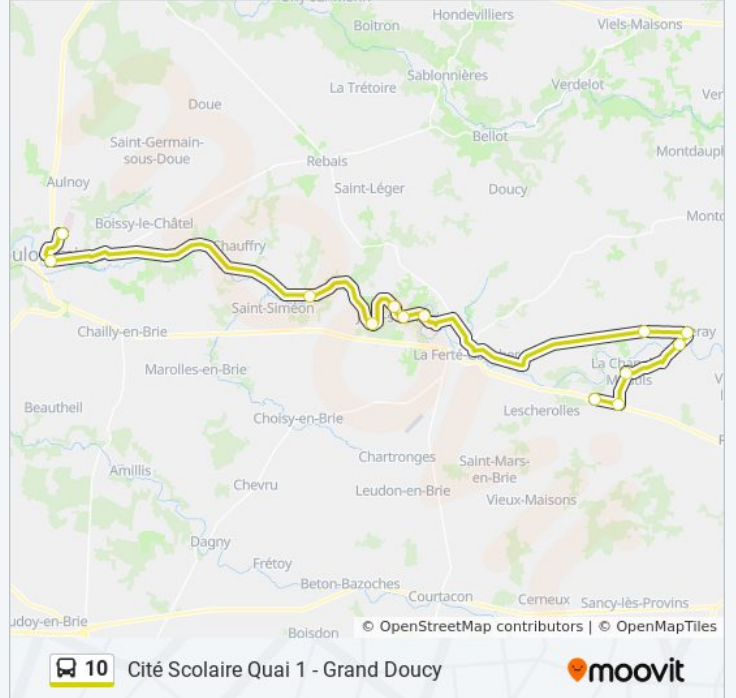 Hondevilliers
Boitron
Viels-Maisons
Sablonnières
La Trétoire
Verdelot
Doue
Bellot
Saint-Germain-
sous-Doue
Rebais
Aulnoy
Saint-Léger
Doucy
Boissy-le-Châtel
Chauffry
Saint-Siméon
Chailly-en-Brie
Marolles-en-Brie
Lescherolles
Beautheil
Choisy-en-Brie
Chartronges
Saint-Mars-
en-Brie
Amillis
Chevru
Leudon-en-Brie
Vieux-Maisons
Dagny
Frétoy
Beton-Bazoches
Courtacon
Cerneux
Sancy-lès-Provins
Boisdon
© OpenStreetMap contributors | © OpenMapTiles
10 Cité Scolaire Quai 1 - Grand Doucy
moovit